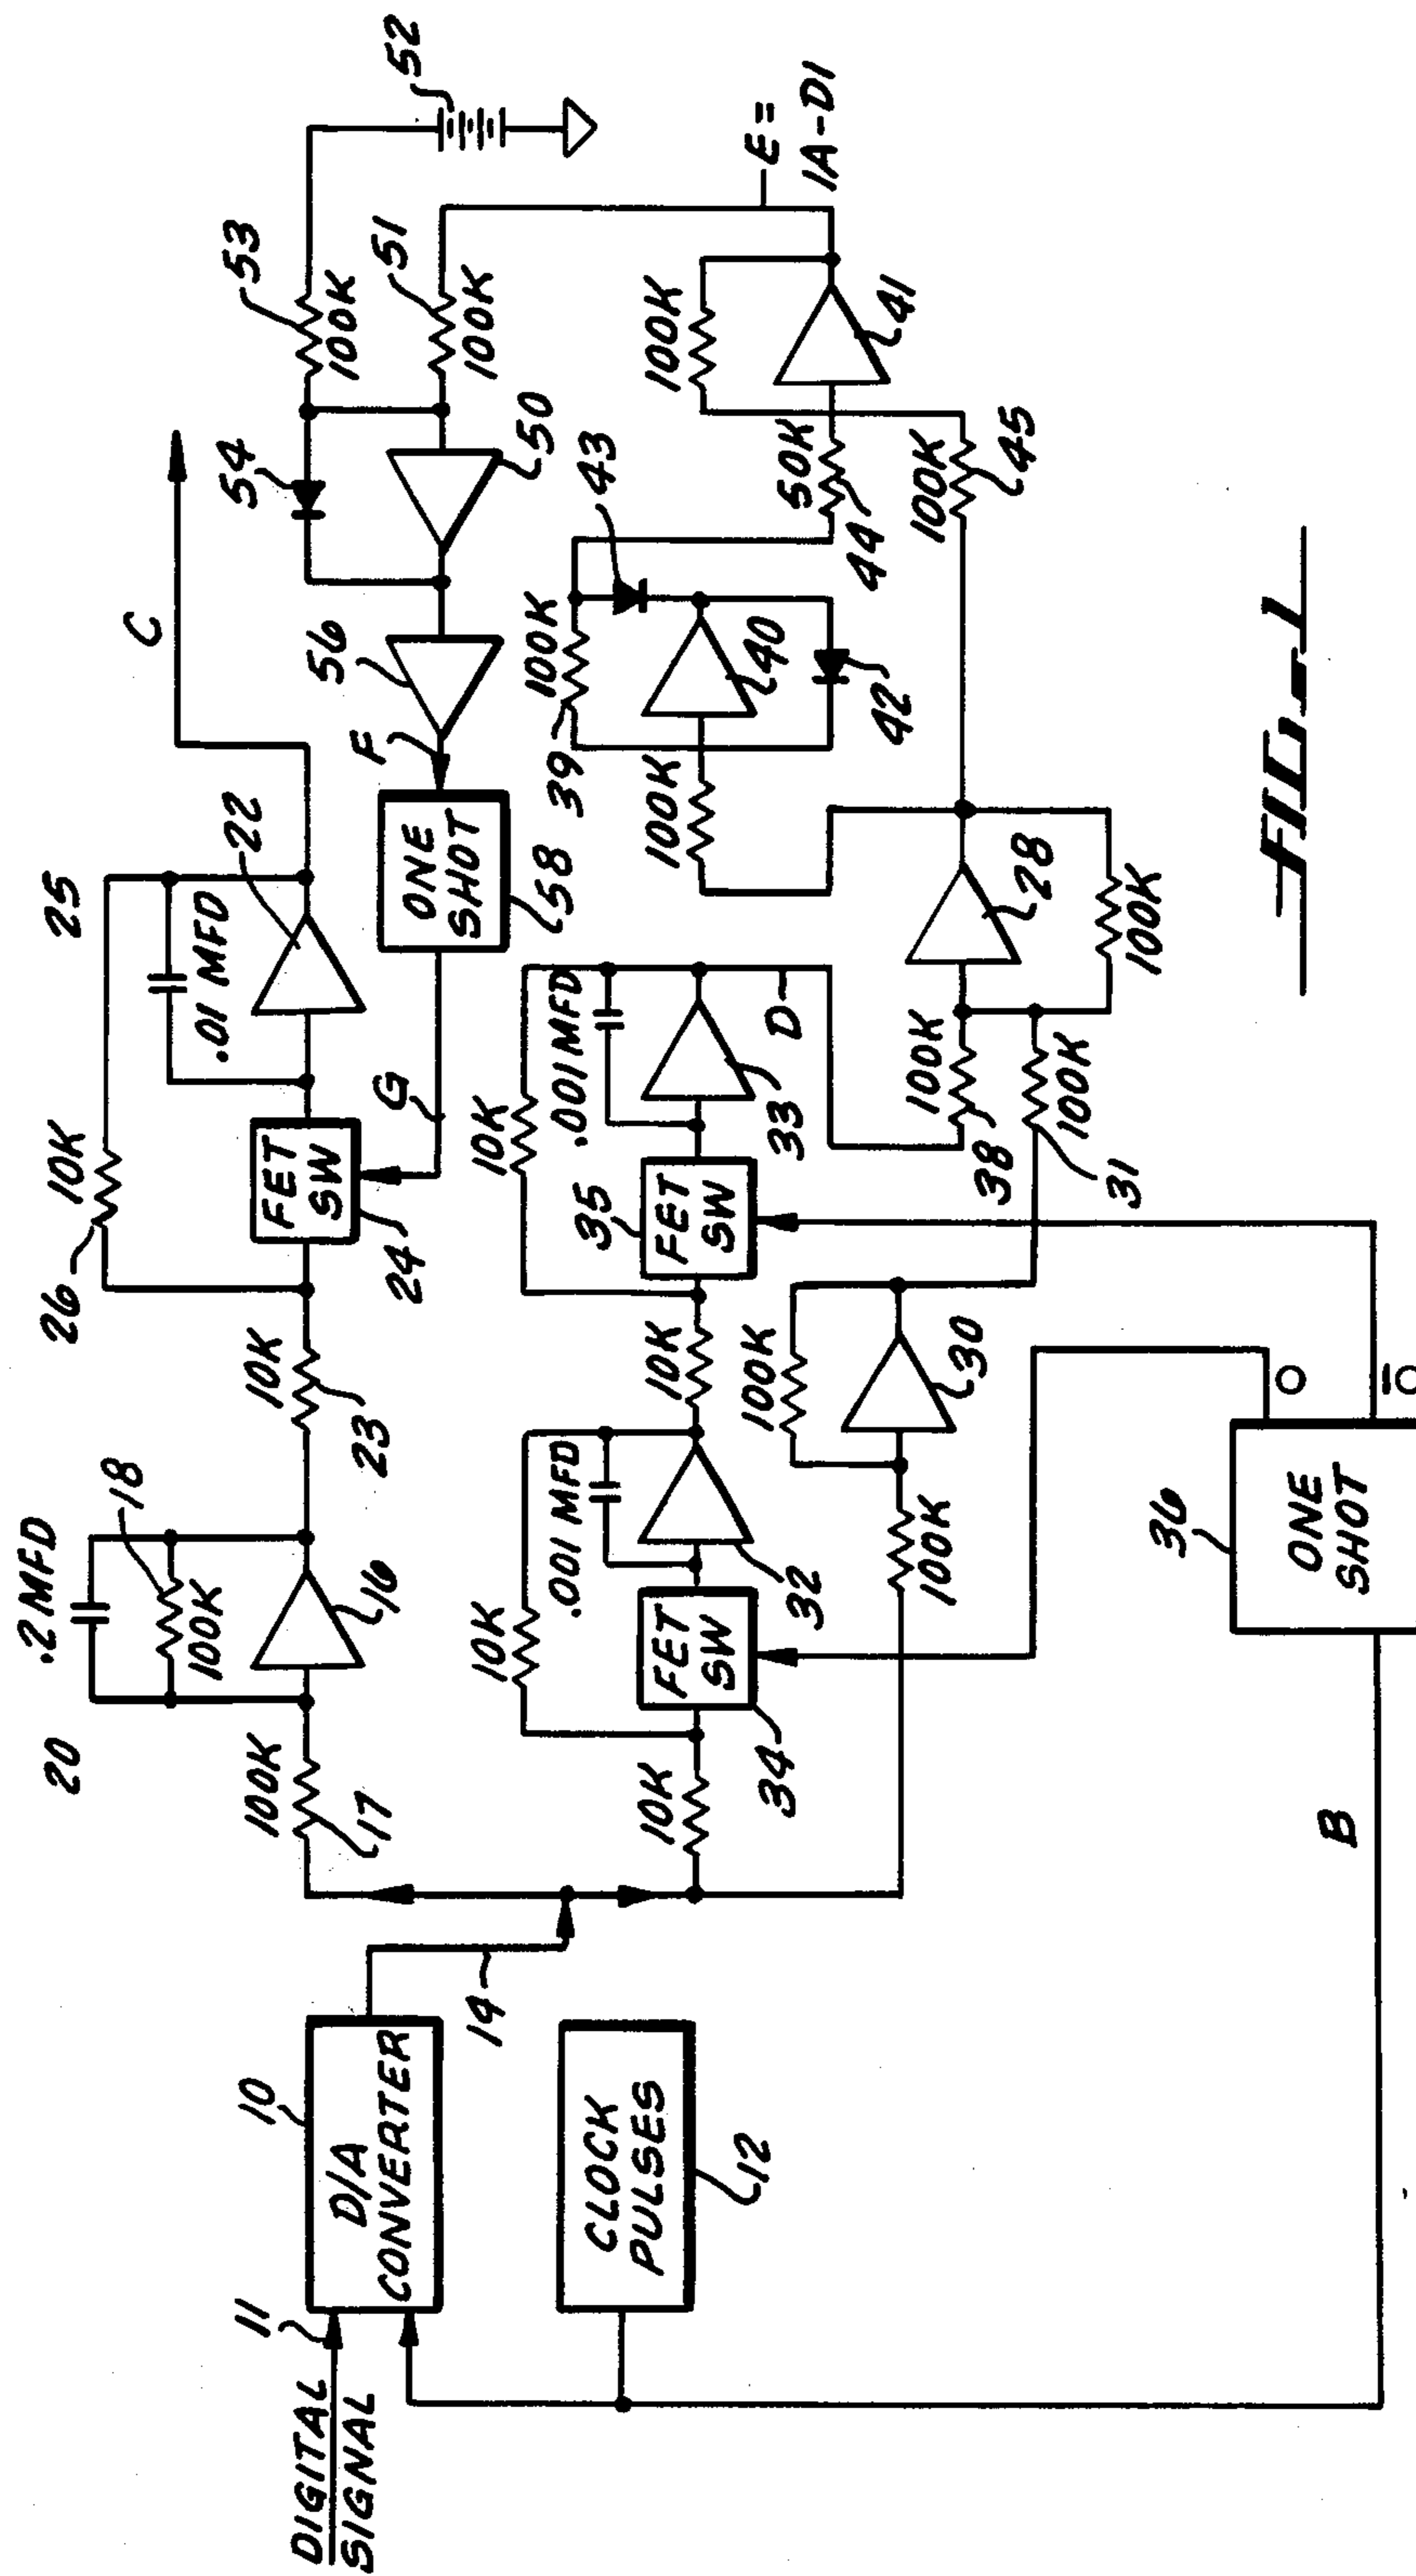 DIGITAL
SIGNAL
11
10
D/A
CONVERTER
CLOCK
PULSES
12
14
20
.2 MFD
18
100K
100K
17
16
10K
23
26
10K
FET
SW
24
25
.01 MFD
22
C
10K
FET
SW
34
10K
.001 MFD
32
10K
35
FET
SW
10K
.001 MFD
33
D
G
ONE
SHOT
58
F
56
54
50
53
100K
51
100K
52
100K
100K
30
31
100K
38
100K
28
100K
100K
39
100K
40
42
43
44
50K
45
100K
100K
41
E =
IA-DI
B
36
ONE
SHOT
O
O̅
FIG-1